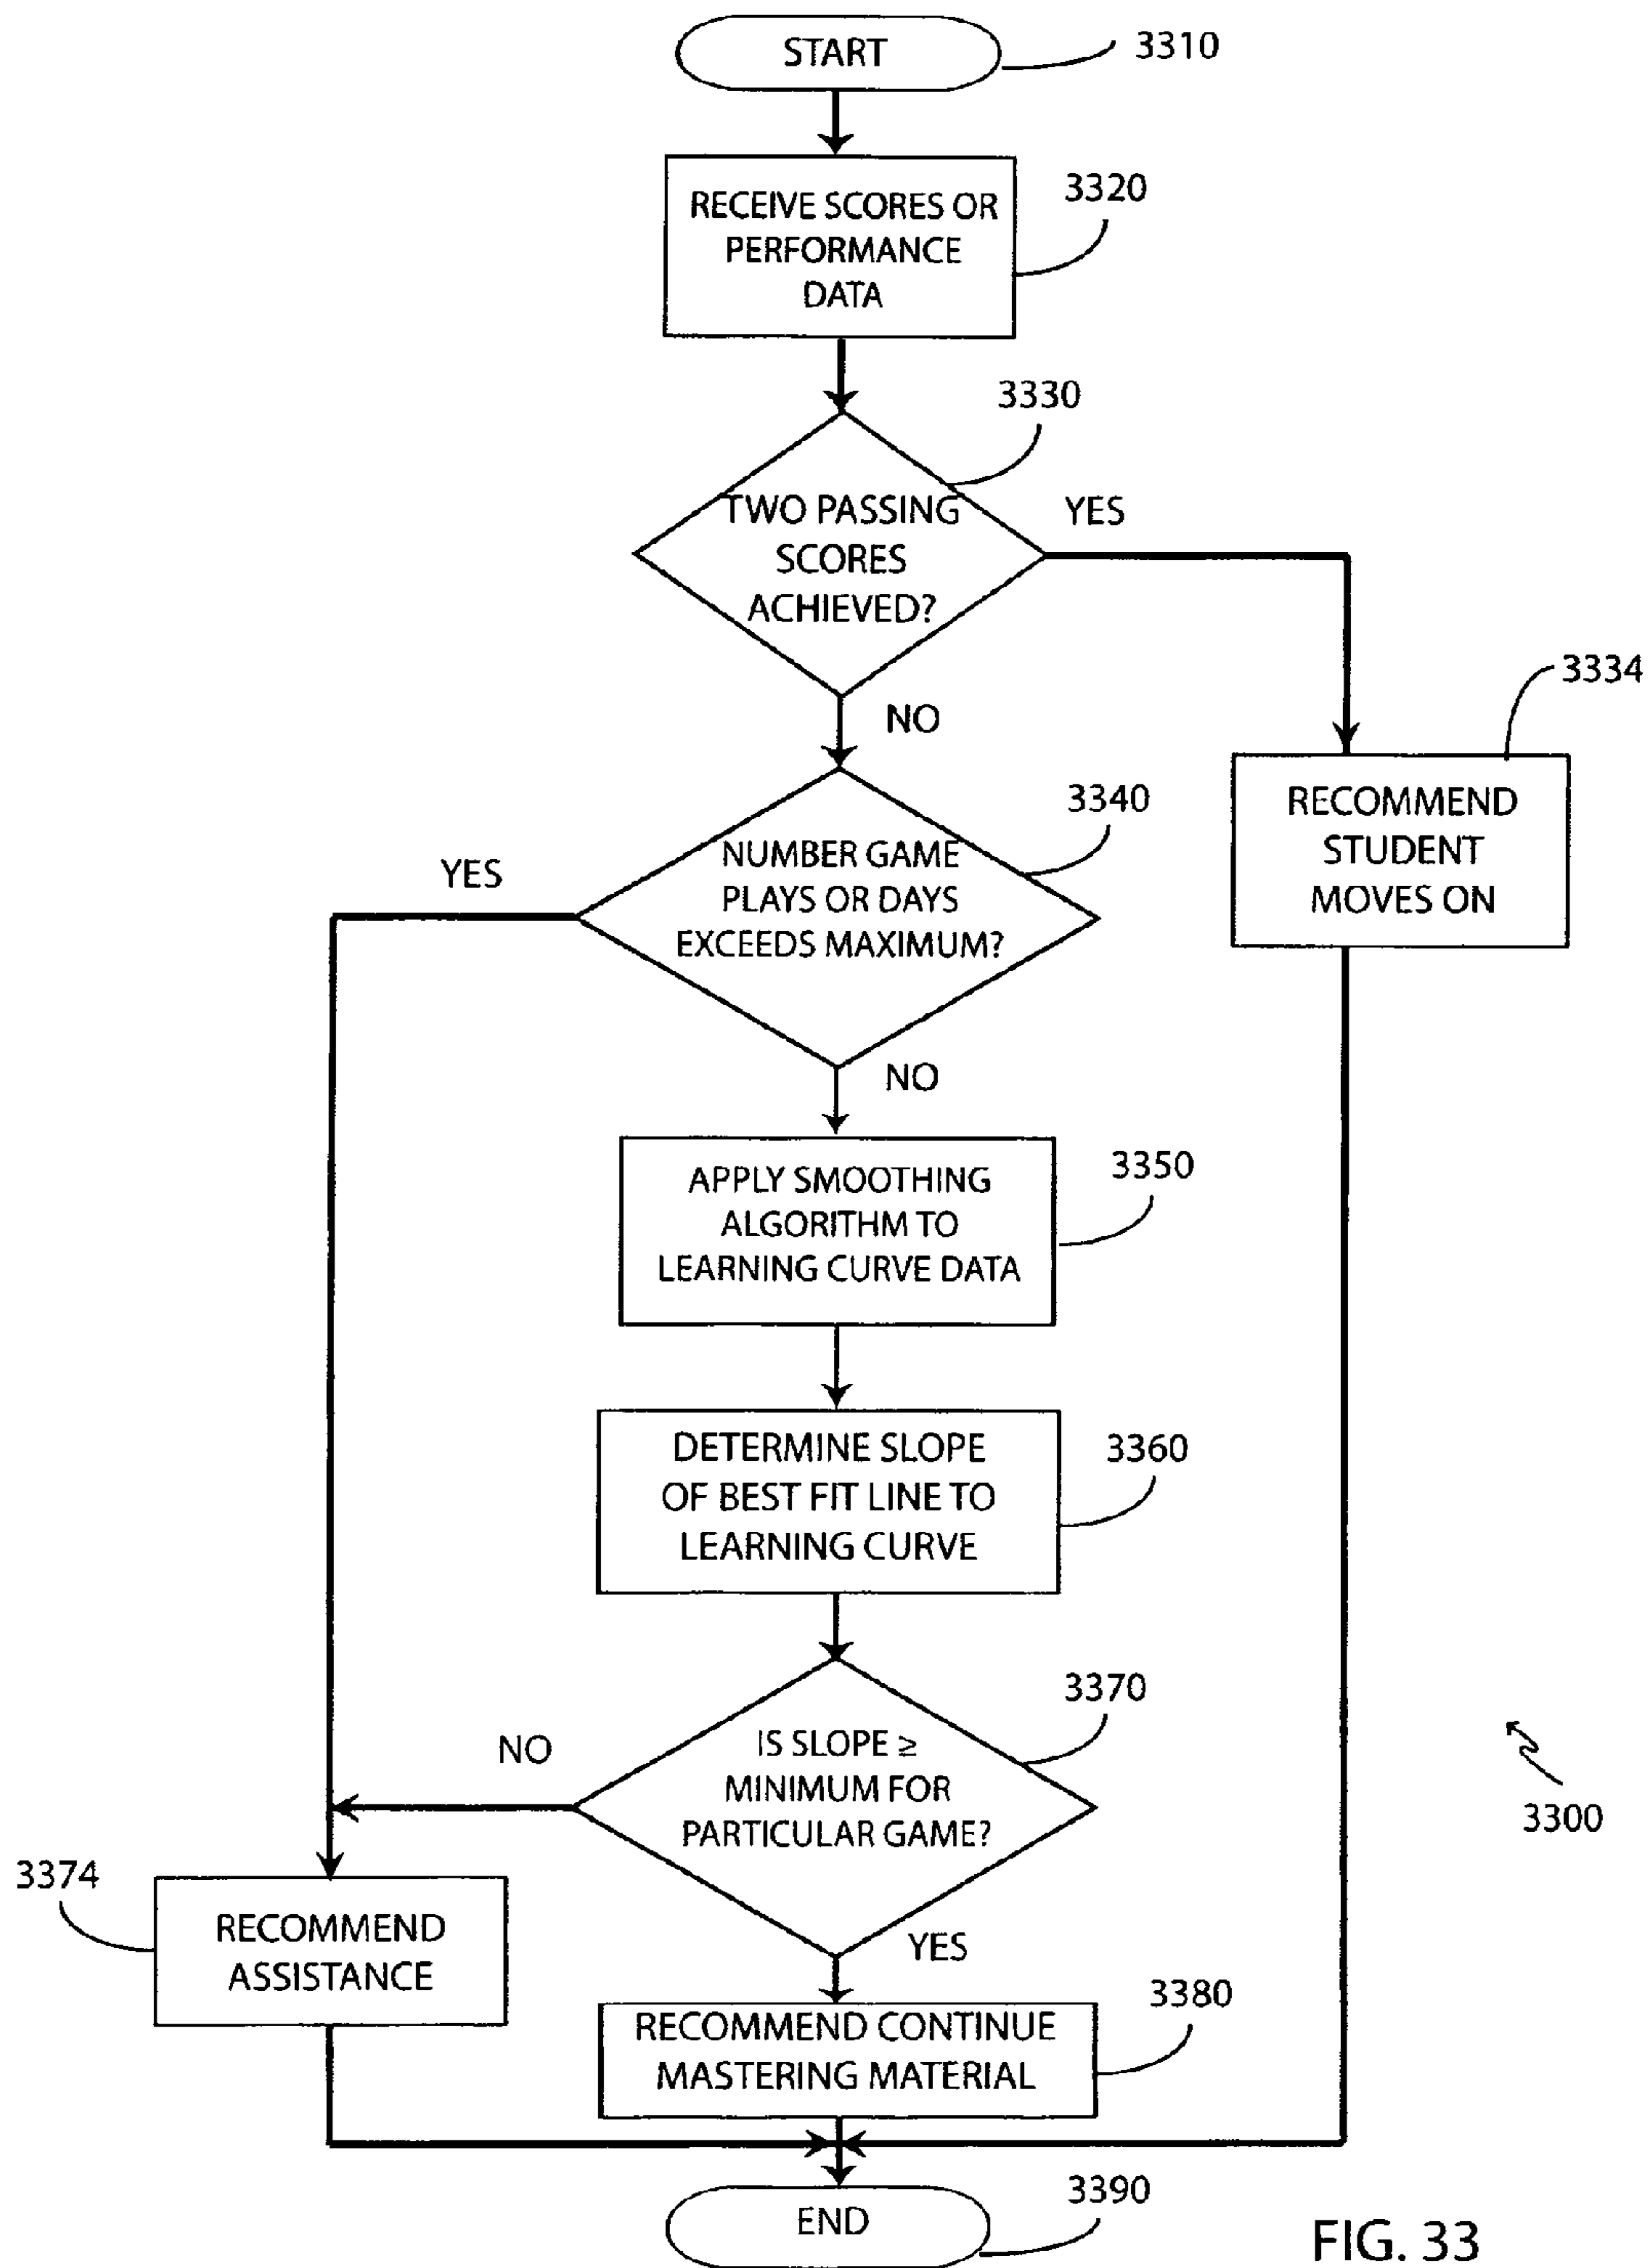 START
3310
RECEIVE SCORES OR
PERFORMANCE
DATA
3320
3330
TWO PASSING
SCORES
ACHIEVED?
YES
NO
3334
RECOMMEND
STUDENT
MOVES ON
3340
NUMBER GAME
PLAYS OR DAYS
EXCEEDS MAXIMUM?
YES
NO
3350
APPLY SMOOTHING
ALGORITHM TO
LEARNING CURVE DATA
3360
DETERMINE SLOPE
OF BEST FIT LINE TO
LEARNING CURVE
3370
IS SLOPE ≥
MINIMUM FOR
PARTICULAR GAME?
NO
YES
3300
3374
RECOMMEND
ASSISTANCE
3380
RECOMMEND CONTINUE
MASTERING MATERIAL
3390
END
FIG. 33